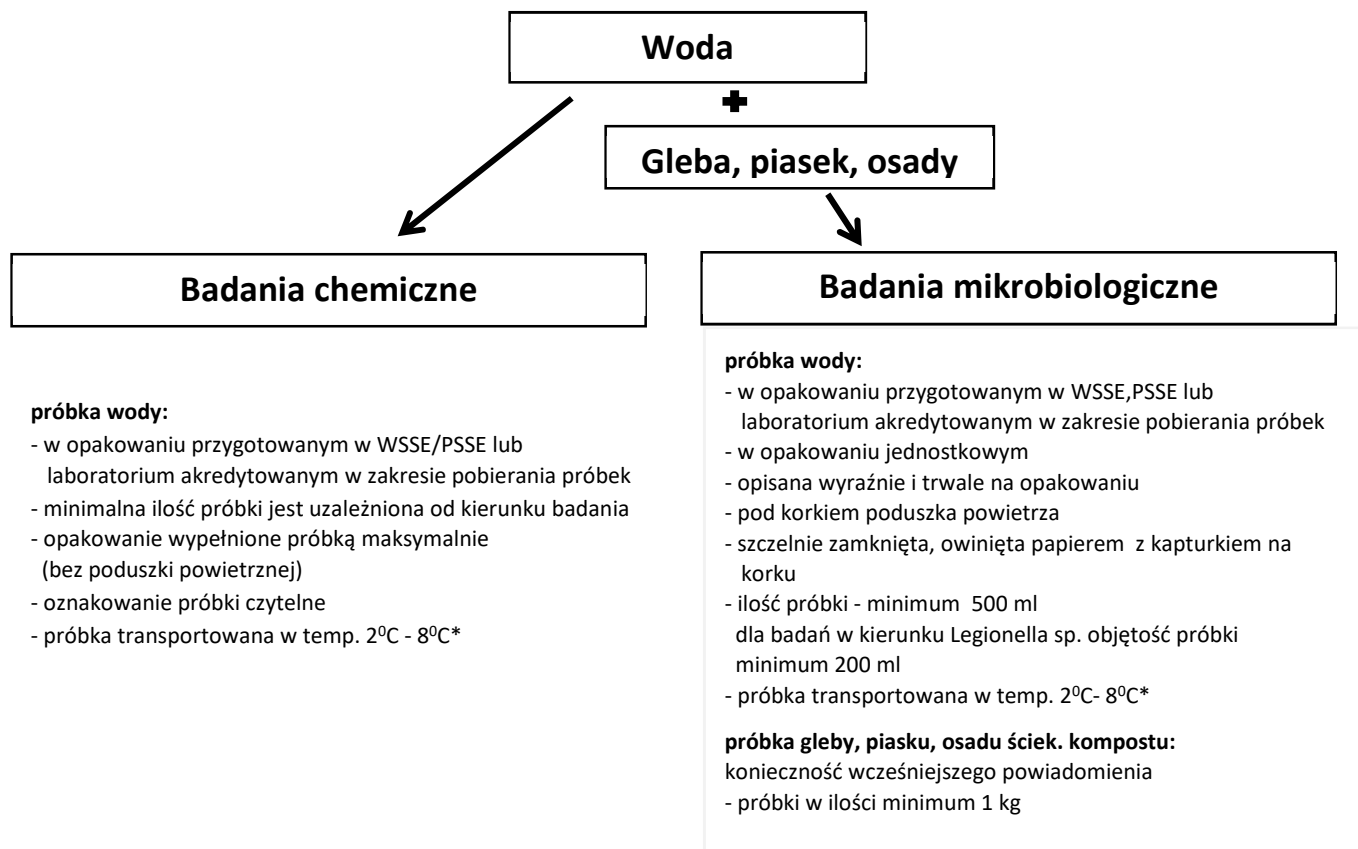 Woda
Gleba, piasek, osady
Badania chemiczne
próbka wody:
- w opakowaniu przygotowanym w WSSE/PSSE lub
laboratorium akredytowanym w zakresie pobierania próbek
- minimalna ilość próbki jest uzależniona od kierunku badania
- opakowanie wypełnione próbką maksymalnie
(bez poduszki powietrznej)
- oznakowanie próbki czytelne
- próbka transportowana w temp. 2⁰C - 8⁰C*
Badania mikrobiologiczne
próbka wody:
- w opakowaniu przygotowanym w WSSE,PSSE lub
laboratorium akredytowanym w zakresie pobierania próbek
- w opakowaniu jednostkowym
- opisana wyraźnie i trwale na opakowaniu
- pod korkiem poduszka powietrza
- szczelnie zamknięta, owinięta papierem z kapturkiem na
korku
- ilość próbki - minimum 500 ml
dla badań w kierunku Legionella sp. objętość próbki
minimum 200 ml
- próbka transportowana w temp. 2⁰C- 8⁰C*
próbka gleby, piasku, osadu ściek. kompostu:
konieczność wcześniejszego powiadomienia
- próbki w ilości minimum 1 kg